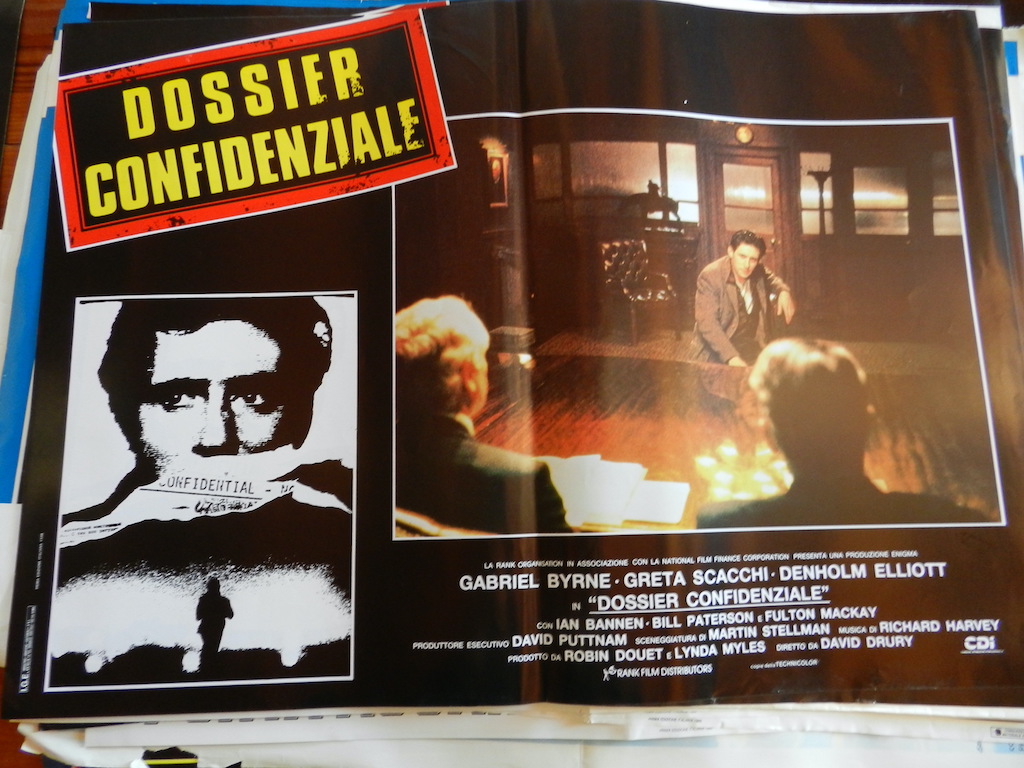 DOSSIER
CONFIDENZIALE
CONFIDENTIAL
LA RANK ORGANISATION IN ASSOCIAZIONE CON LA NATIONAL FILM FINANCE CORPORATION PRESENTA UNA PRODUZIONE ENIGMA
GABRIEL BYRNE · GRETA SCACCHI · DENHOLM ELLIOTT
IN "DOSSIER CONFIDENZIALE"
CON IAN BANNEN · BILL PATERSON E FULTON MACKAY
PRODUTTORE ESECUTIVO DAVID PUTTNAM SCENEGGIATURA DI MARTIN STELLMAN MUSICA DI RICHARD HARVEY
PRODOTTO DA ROBIN DOUET E LYNDA MYLES DIRETTO DA DAVID DRURY
CDI
RANK FILM DISTRIBUTORS
copie della TECHNICOLOR